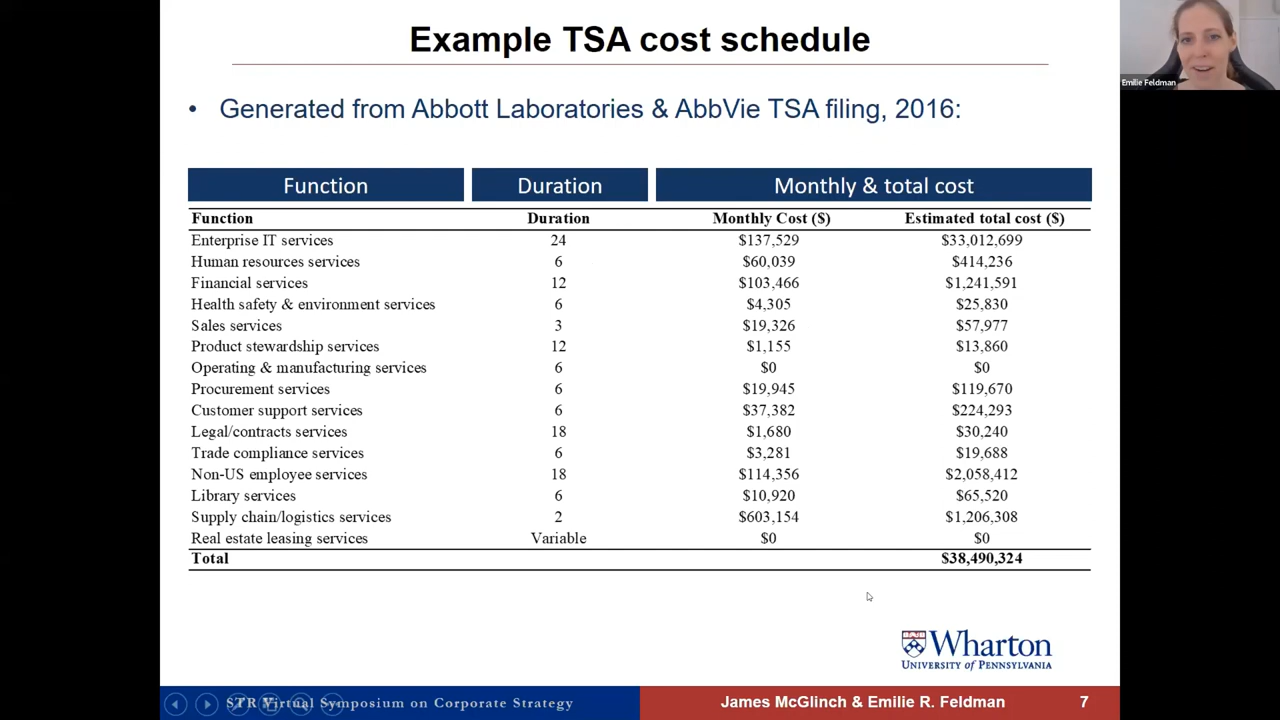 Example TSA cost schedule
Emilie Feldman
• Generated from Abbott Laboratories & AbbVie TSA filing, 2016:
Function Duration Monthly & total cost
Function Duration Monthly Cost ($) Estimated total cost ($)
Enterprise IT services 24 $137,529 $33,012,699
Human resources services 6 $60,039 $414,236
Financial services 12 $103,466 $1,241,591
Health safety & environment services 6 $4,305 $25,830
Sales services 3 $19,326 $57,977
Product stewardship services 12 $1,155 $13,860
Operating & manufacturing services 6 $0 $0
Procurement services 6 $19,945 $119,670
Customer support services 6 $37,382 $224,293
Legal/contracts services 18 $1,680 $30,240
Trade compliance services 6 $3,281 $19,688
Non-US employee services 18 $114,356 $2,058,412
Library services 6 $10,920 $65,520
Supply chain/logistics services 2 $603,154 $1,206,308
Real estate leasing services Variable $0 $0
Total $38,490,324
Wharton
UNIVERSITY of PENNSYLVANIA
STR Virtual Symposium on Corporate Strategy James McGlinch & Emilie R. Feldman 7